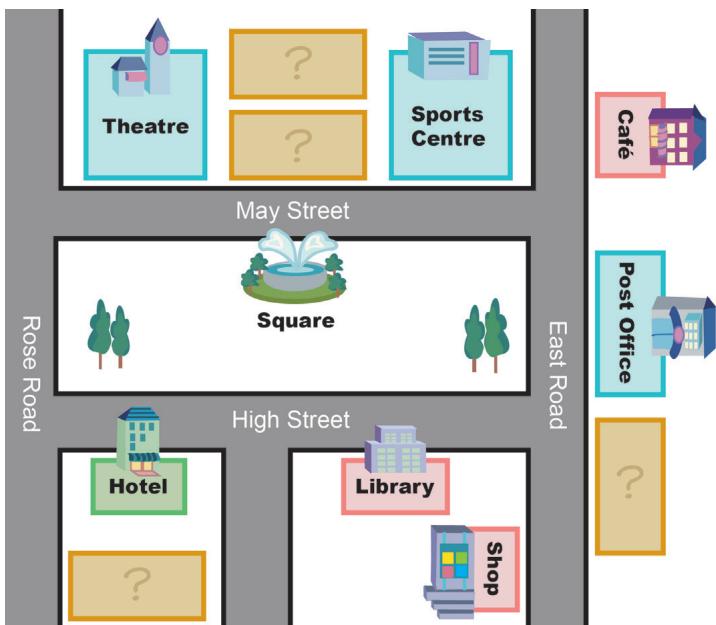 ?
Theatre
Sports
Centre
?
Café
May Street
Square
Post Office
Rose Road
East Road
High Street
Hotel
Library
?
Shop
?